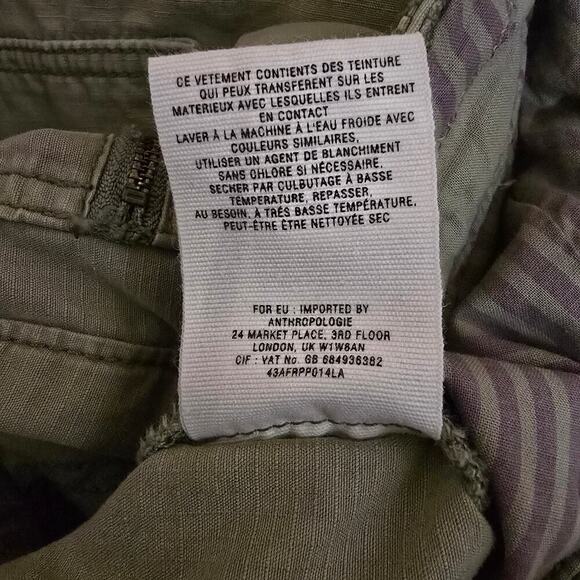 CE VETEMENT CONTIENTS DES TEINTURE
QUI PEUX TRANSFERENT SUR LES
MATERIEUX AVEC LESQUELLES ILS ENTRENT
EN CONTACT
LAVER À LA MACHINE À L'EAU FROIDE AVEC
COULEURS SIMILAIRES,
UTILISER UN AGENT DE BLANCHIMENT
SANS CHLORE SI NÉCESSAIRE.
SECHER PAR CULBUTAGE À BASSE
TEMPÉRATURE, REPASSER,
AU BESOIN, À TRÈS BASSE TEMPÉRATURE.
PEUT-ÊTRE ÊTRE NETTOYÉE SEC
FOR EU : IMPORTED BY
ANTHROPOLOGIE
24 MARKET PLACE, 3RD FLOOR
LONDON, UK W1W8AN
CIF : VAT No. GB 684936382
43AFRPP014LA